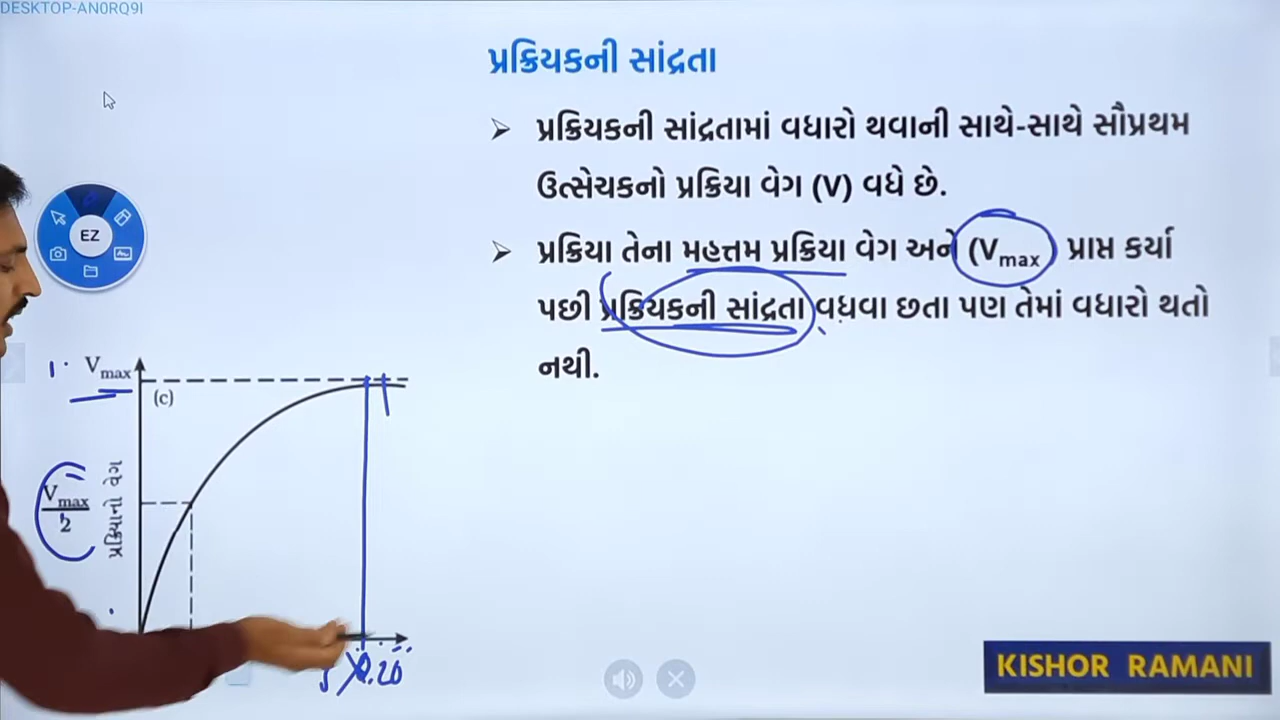 DESKTOP-AN0RQ9I
પ્રક્રિયકની સાંદ્રતા
➢ પ્રક્રિયકની સાંદ્રતામાં વધારો થવાની સાથે-સાથે સૌપ્રથમ
ઉત્સેચકનો પ્રક્રિયા વેગ (V) વધે છે.
➢ પ્રક્રિયા તેના મહત્તમ પ્રક્રિયા વેગ અને (Vmax પ્રાપ્ત કર્યા
પછી પ્રક્રિયકની સાંદ્રતા વધવા છતા પણ તેમાં વધારો થતો
નથી.
EZ
Vmax
(c)
Vmax
2
પ્રક્રિયાનો વેગ
KISHOR RAMANI